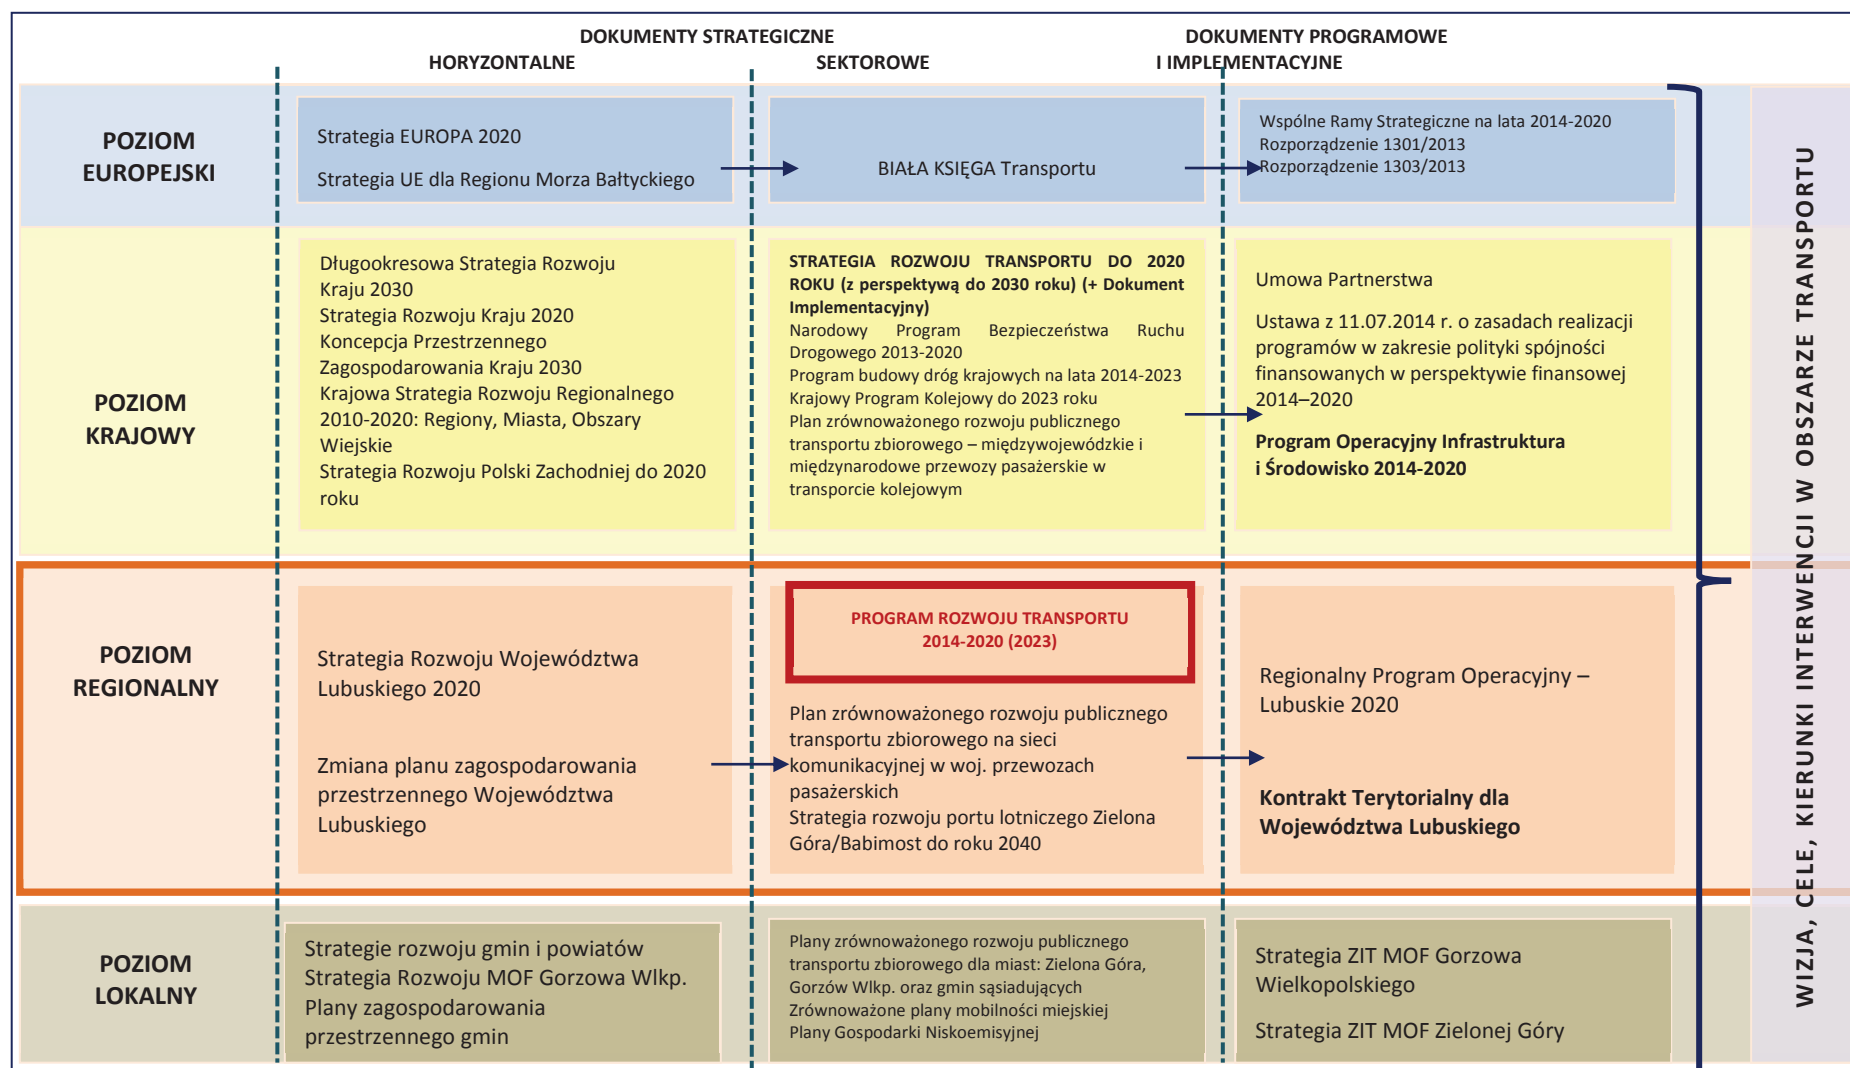 DOKUMENTY STRATEGICZNE
DOKUMENTY PROGRAMOWE
HORYZONTALNE
SEKTOROWE
I IMPLEMENTACYJNE
POZIOM
EUROPEJSKI
Strategia EUROPA 2020
Strategia UE dla Regionu Morza Bałtyckiego
BIAŁA KSIĘGA Transportu
Wspólne Ramy Strategiczne na lata 2014-2020
Rozporządzenie 1301/2013
Rozporządzenie 1303/2013
POZIOM
KRAJOWY
Długookresowa Strategia Rozwoju
Kraju 2030
Strategia Rozwoju Kraju 2020
Koncepcja Przestrzennego
Zagospodarowania Kraju 2030
Krajowa Strategia Rozwoju Regionalnego
2010-2020: Regiony, Miasta, Obszary
Wiejskie
Strategia Rozwoju Polski Zachodniej do 2020
roku
STRATEGIA ROZWOJU TRANSPORTU DO 2020
ROKU (z perspektywą do 2030 roku) (+ Dokument
Implementacyjny)
Narodowy Program Bezpieczeństwa Ruchu
Drogowego 2013-2020
Program budowy dróg krajowych na lata 2014-2023
Krajowy Program Kolejowy do 2023 roku
Plan zrównoważonego rozwoju publicznego
transportu zbiorowego – międzywojewódzkie i
międzynarodowe przewozy pasażerskie w
transporcie kolejowym
Umowa Partnerstwa
Ustawa z 11.07.2014 r. o zasadach realizacji
programów w zakresie polityki spójności
finansowanych w perspektywie finansowej
2014–2020
Program Operacyjny Infrastruktura
i Środowisko 2014-2020
POZIOM
REGIONALNY
Strategia Rozwoju Województwa
Lubuskiego 2020
Zmiana planu zagospodarowania
przestrzennego Województwa
Lubuskiego
PROGRAM ROZWOJU TRANSPORTU
2014-2020 (2023)
Plan zrównoważonego rozwoju publicznego
transportu zbiorowego na sieci
komunikacyjnej w woj. przewozach
pasażerskich
Strategia rozwoju portu lotniczego Zielona
Góra/Babimost do roku 2040
Regionalny Program Operacyjny –
Lubuskie 2020
Kontrakt Terytorialny dla
Województwa Lubuskiego
POZIOM
LOKALNY
Strategie rozwoju gmin i powiatów
Strategia Rozwoju MOF Gorzowa Wlkp.
Plany zagospodarowania
przestrzennego gmin
Plany zrównoważonego rozwoju publicznego
transportu zbiorowego dla miast: Zielona Góra,
Gorzów Wlkp. oraz gmin sąsiadujących
Zrównoważone plany mobilności miejskiej
Plany Gospodarki Niskoemisyjnej
Strategia ZIT MOF Gorzowa
Wielkopolskiego
Strategia ZIT MOF Zielonej Góry
WIZJA, CELE, KIERUNKI INTERWENCJI W OBSZARZE TRANSPORTU